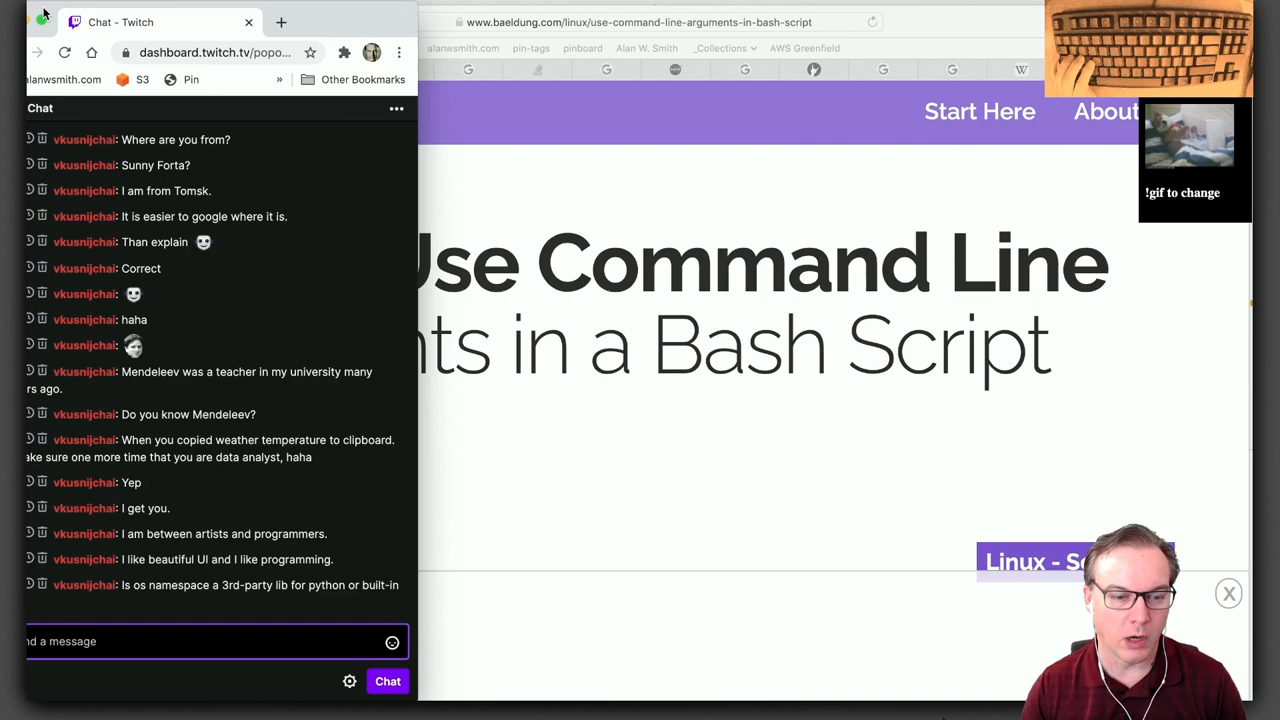 Chat - Twitch
www.baeldung.com/linux/use-command-line-arguments-in-bash-script
dashboard.twitch.tv/popo...
alanwsmith.com
pin-tags
pinboard
Alan W. Smith
_Collections
AWS Greenfield
alanwsmith.com
S3
Pin
»
Other Bookmarks
Chat
Start Here
About
vkusnijchai: Where are you from?
vkusnijchai: Sunny Forta?
vkusnijchai: I am from Tomsk.
vkusnijchai: It is easier to google where it is.
vkusnijchai: Than explain
vkusnijchai: Correct
vkusnijchai:
vkusnijchai: haha
vkusnijchai:
vkusnijchai: Mendeleev was a teacher in my university many
rs ago.
vkusnijchai: Do you know Mendeleev?
vkusnijchai: When you copied weather temperature to clipboard.
ake sure one more time that you are data analyst, haha
vkusnijchai: Yep
vkusnijchai: I get you.
vkusnijchai: I am between artists and programmers.
vkusnijchai: I like beautiful UI and I like programming.
vkusnijchai: Is os namespace a 3rd-party lib for python or built-in
nd a message
Chat
!gif to change
Use Command Line
nts in a Bash Script
Linux - Sc
X